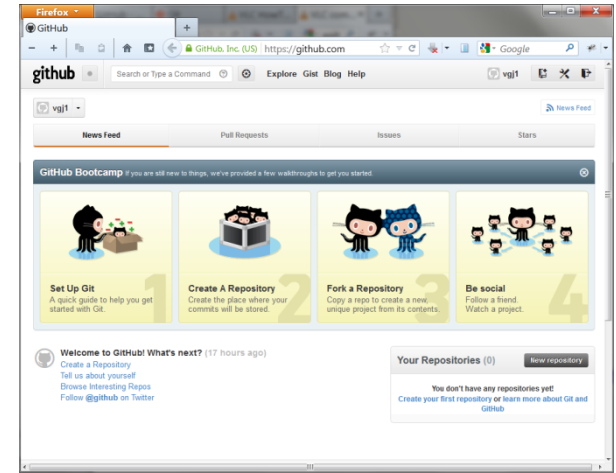 Firefox
GitHub
GitHub, Inc. (US) https://github.com
Google
github
Search or Type a Command
Explore Gist Blog Help
vgj1
vgj1
News Feed
News Feed
Pull Requests
Issues
Stars
GitHub Bootcamp If you are still new to things, we've provided a few walkthroughs to get you started.
1
Set Up Git
A quick guide to help you get
started with Git.
2
Create A Repository
Create the place where your
commits will be stored.
3
Fork a Repository
Copy a repo to create a new,
unique project from its contents.
4
Be social
Follow a friend.
Watch a project.
Welcome to GitHub! What's next? (17 hours ago)
Create a Repository
Tell us about yourself
Browse Interesting Repos
Follow @github on Twitter
Your Repositories (0)
New repository
You don't have any repositories yet!
Create your first repository or learn more about Git and
GitHub